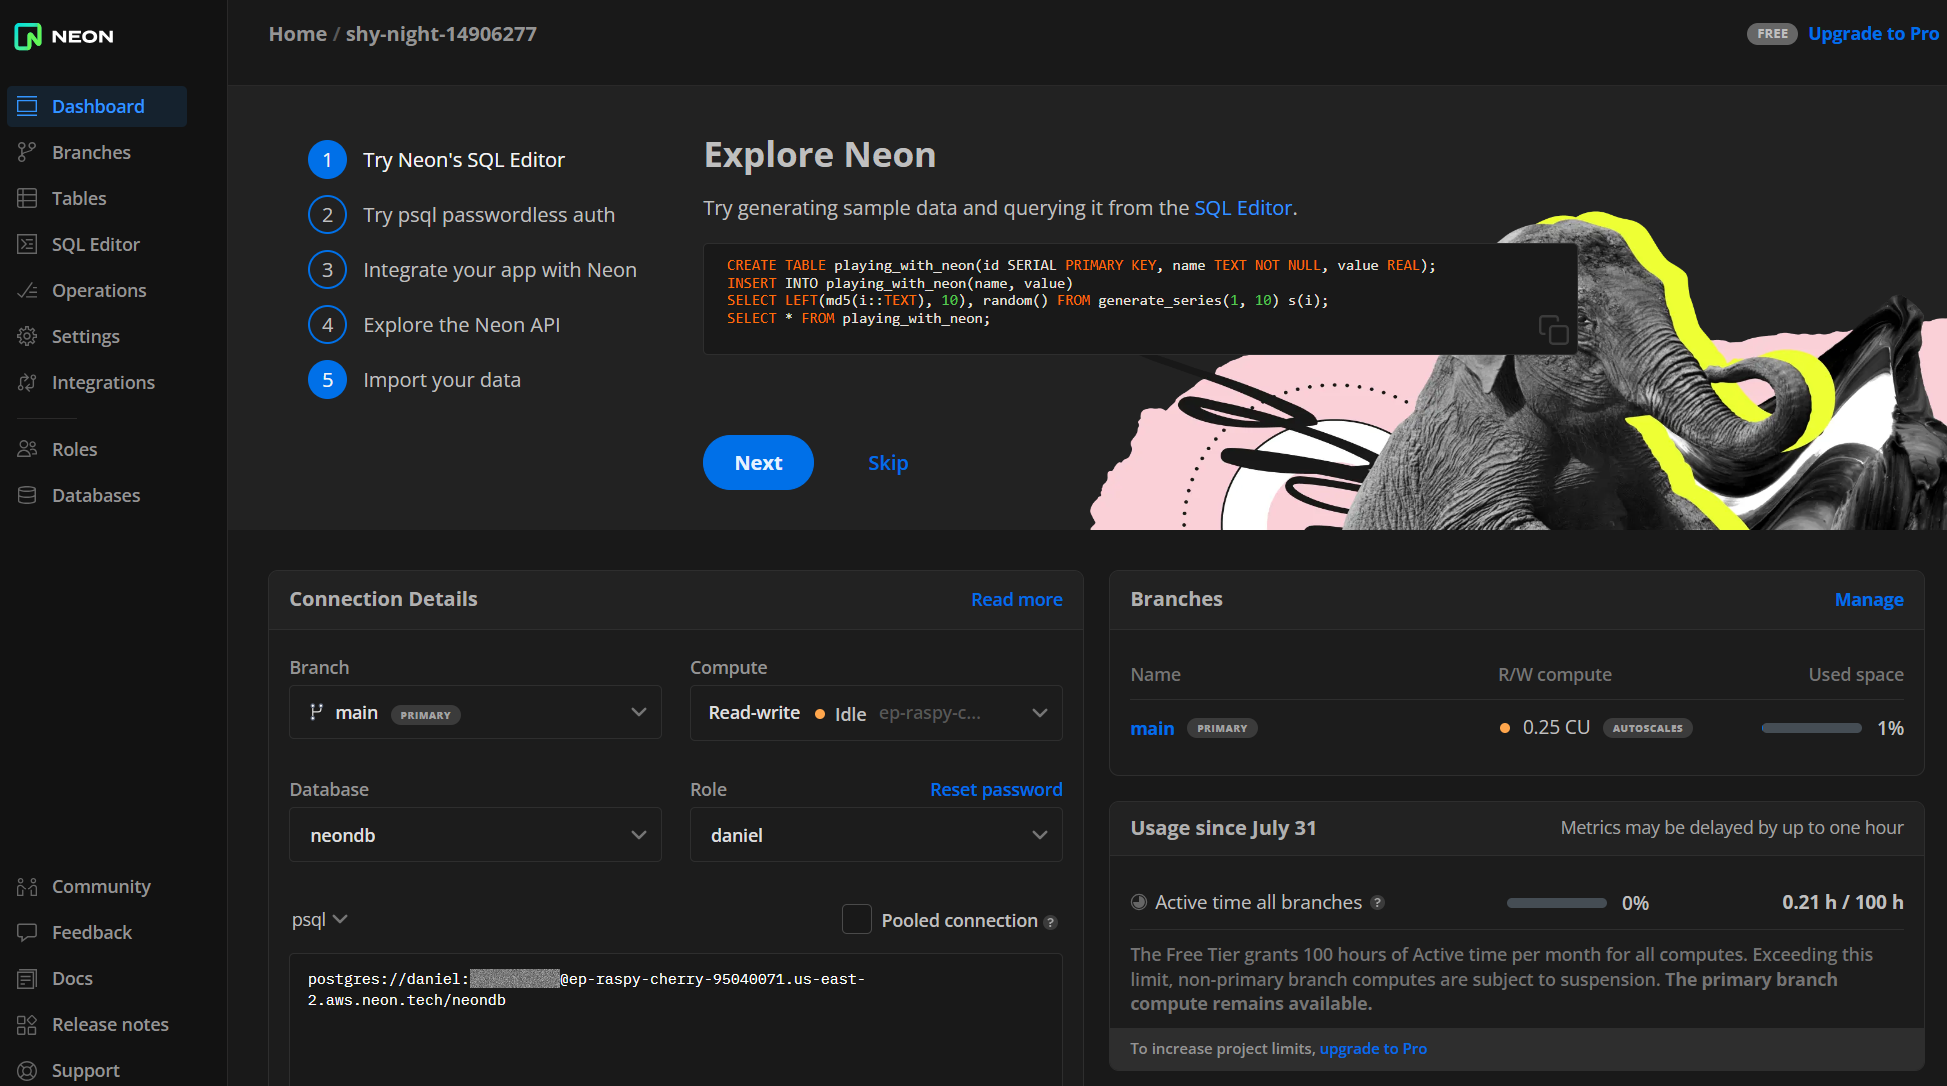 NEON
Home / shy-night-14906277
FREE Upgrade to Pro
Dashboard
Branches
Tables
SQL Editor
Operations
Settings
Integrations
Roles
Databases
Community
Feedback
Docs
Release notes
Support
1 Try Neon's SQL Editor
2 Try psql passwordless auth
3 Integrate your app with Neon
4 Explore the Neon API
5 Import your data
Explore Neon
Try generating sample data and querying it from the SQL Editor.
CREATE TABLE playing_with_neon(id SERIAL PRIMARY KEY, name TEXT NOT NULL, value REAL);
INSERT INTO playing_with_neon(name, value)
SELECT LEFT(md5(i::TEXT), 10), random() FROM generate_series(1, 10) s(i);
SELECT * FROM playing_with_neon;
Next Skip
Connection Details Read more
Branch Compute
main PRIMARY Read-write Idle ep-raspy-c...
Database Role Reset password
neondb daniel
psql Pooled connection ?
postgres://daniel: @ep-raspy-cherry-95040071.us-east-
2.aws.neon.tech/neondb
Branches Manage
Name R/W compute Used space
main PRIMARY 0.25 CU AUTOSCALES 1%
Usage since July 31 Metrics may be delayed by up to one hour
Active time all branches ? 0% 0.21 h / 100 h
The Free Tier grants 100 hours of Active time per month for all computes. Exceeding this
limit, non-primary branch computes are subject to suspension. The primary branch
compute remains available.
To increase project limits, upgrade to Pro